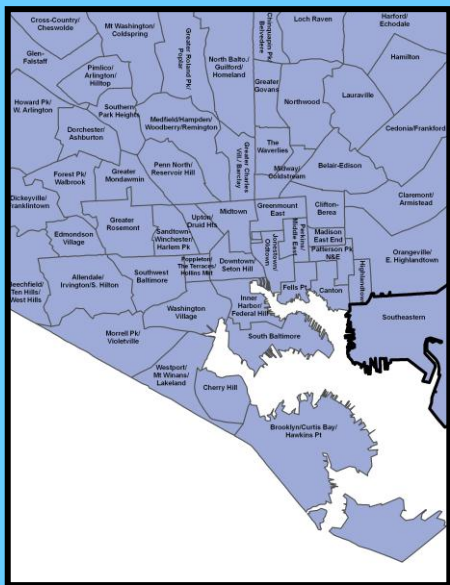 Cross-Country/
Cheswolde
Mt Washington/
Coldspring
Greater Roland Pk/
Poplar
North Balto./
Guilford/
Homeland
Chinquapin Pk/
Belvedere
Loch Raven
Harford/
Echodale
Glen-
Falstaff
Pimlico/
Arlington/
Hilltop
Greater
Govans
Northwood
Lauraville
Hamilton
Howard Pk/
W. Arlington
Southern
Park Heights
Dorchester/
Ashburton
Medfield/Hampden/
Woodberry/Remington
Greater Charles
Vill./ Barclay
The
Waverlies
Cedonia/Frankford
Forest Pk/
Walbrook
Greater
Mondawmin
Penn North/
Reservoir Hill
Midway/
Coldstream
Belair-Edison
Dickeyville/
Franklintown
Greater
Rosemont
Upton/
Druid Hts
Midtown
Greenmount
East
Clifton-
Berea
Claremont/
Armistead
Edmondson
Village
Sandtown-
Winchester/
Harlem Pk
Jonestown/
Oldtown
Perkins/
Middle East
Madison
East End
Patterson Pk
N&E
Orangeville/
E. Highlandtown
Beechfield/
Ten Hills/
West Hills
Allendale/
Irvington/S. Hilton
Southwest
Baltimore
Poppleton/
The Terraces/
Hollins Mkt
Downtown/
Seton Hill
Fells Pt
Canton
Highlandtown
Washington
Village
Inner
Harbor/
Federal Hill
Southeastern
Morrell Pk/
Violetville
South Baltimore
Westport/
Mt Winans/
Lakeland
Cherry Hill
Brooklyn/Curtis Bay/
Hawkins Pt